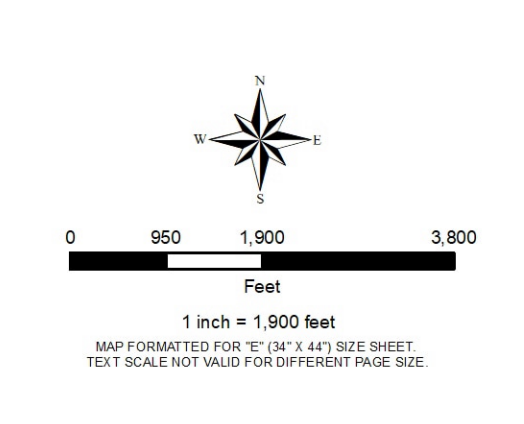 N
W E
S
0 950 1,900 3,800
Feet
1 inch = 1,900 feet
MAP FORMATTED FOR "E" (34" X 44") SIZE SHEET.
TEXT SCALE NOT VALID FOR DIFFERENT PAGE SIZE.